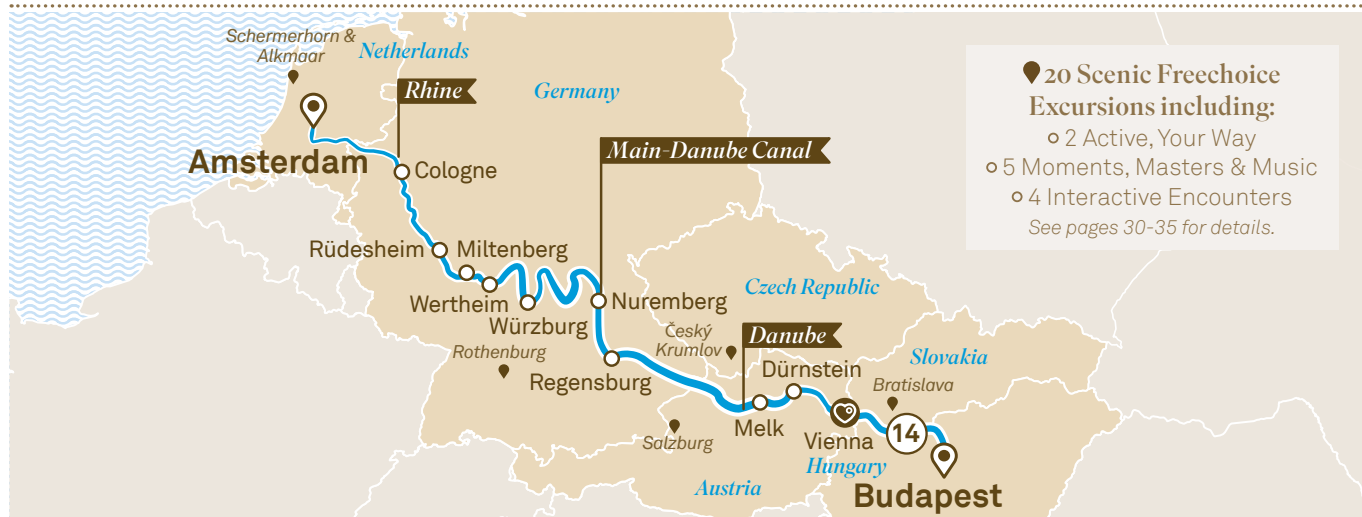 Schermerhorn &
Alkmaar
Netherlands
Germany
Rhine
Amsterdam
Cologne
Main-Danube Canal
20 Scenic Freechoice
Excursions including:
2 Active, Your Way
5 Moments, Masters & Music
4 Interactive Encounters
See pages 30-35 for details.
Rüdesheim
Miltenberg
Wertheim
Würzburg
Nuremberg
Czech Republic
Rothenburg
Regensburg
Český
Krumlov
Danube
Dürnstein
Slovakia
Bratislava
Salzburg
Melk
Vienna
14
Hungary
Austria
Budapest